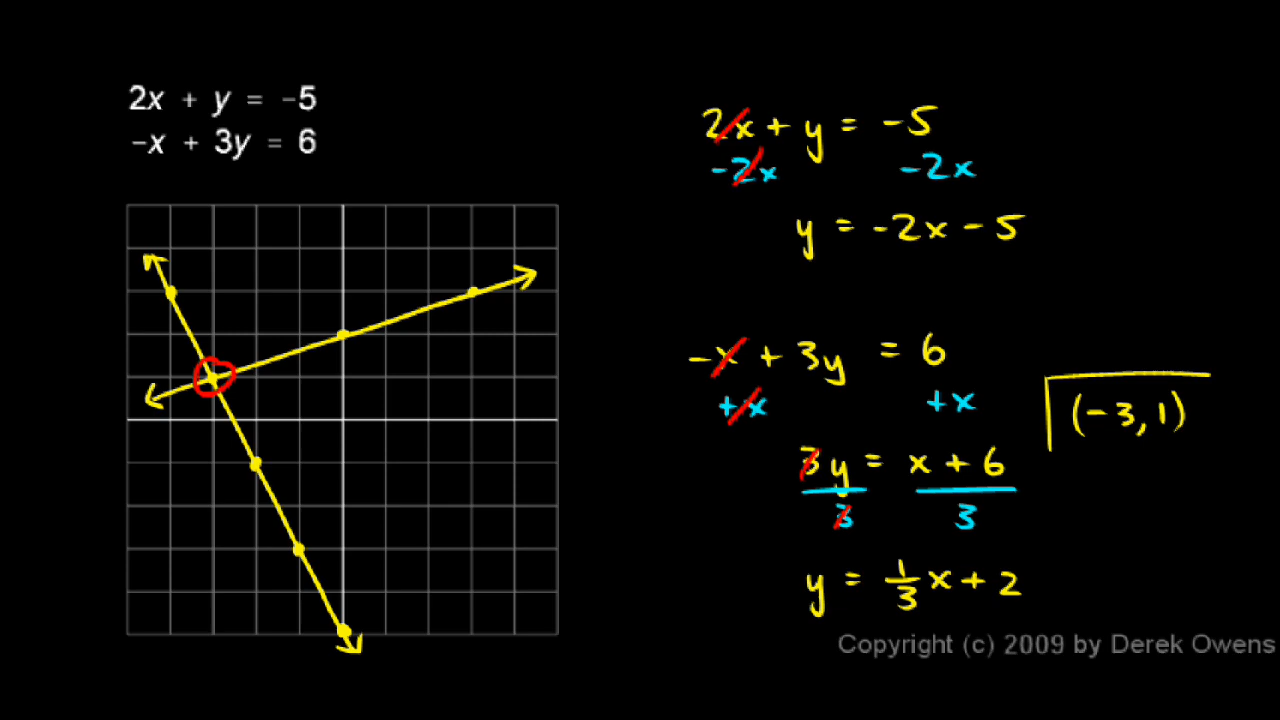 2x + y = -5
-x + 3y = 6
2x + y = -5
-2x -2x
y = -2x - 5
-x + 3y = 6
+x +x
(-3, 1)
3y = x + 6
3 3
y = 1/3 x + 2
Copyright (c) 2009 by Derek Owens